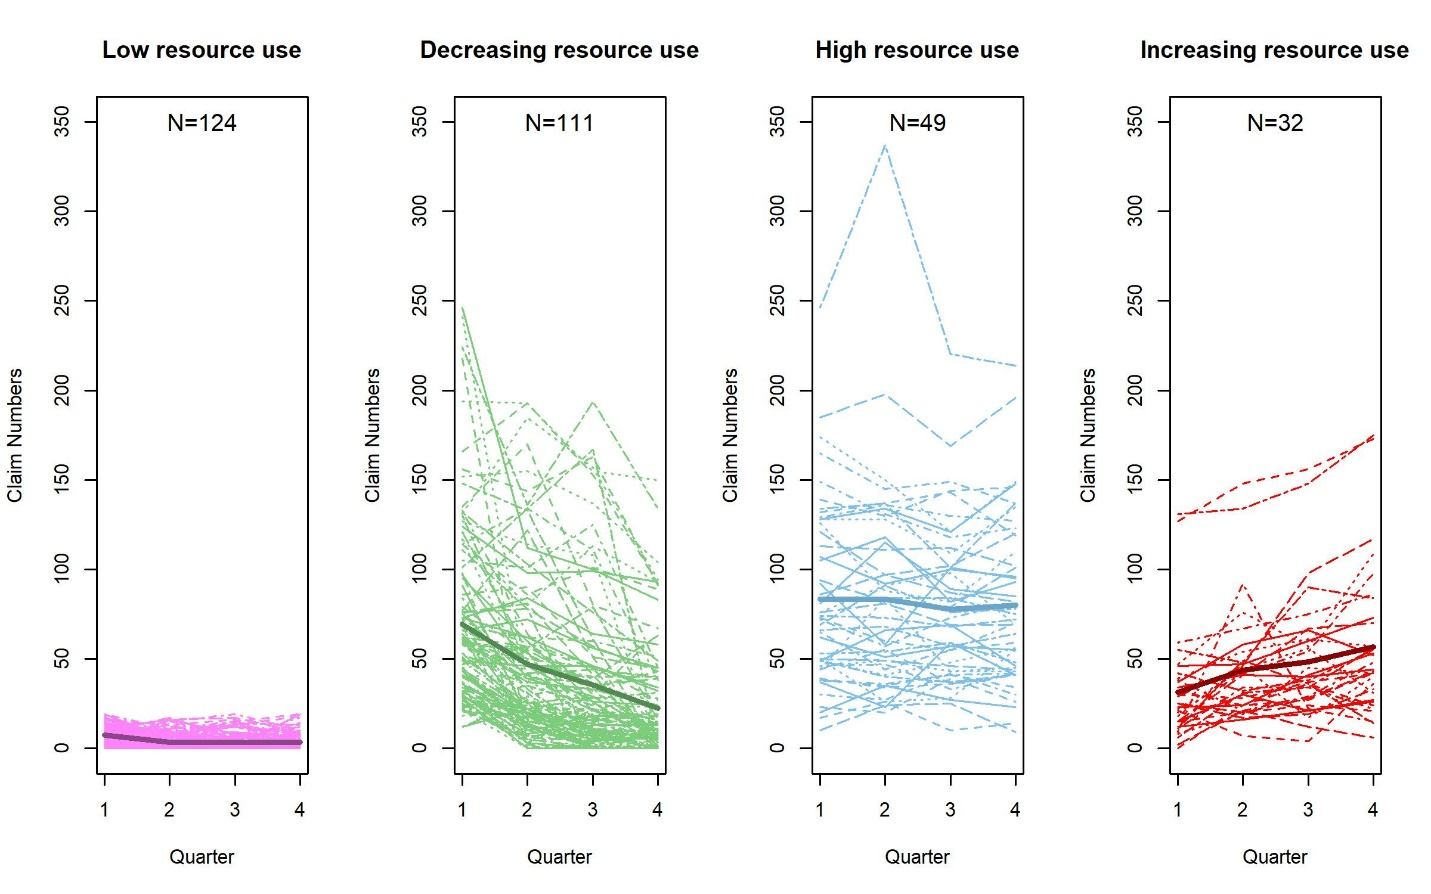 Low resource use
N=124
350
300
250
200
150
100
50
0
Claim Numbers
1 2 3 4
Quarter
Decreasing resource use
N=111
350
300
250
200
150
100
50
0
Claim Numbers
1 2 3 4
Quarter
High resource use
N=49
350
300
250
200
150
100
50
0
Claim Numbers
1 2 3 4
Quarter
Increasing resource use
N=32
350
300
250
200
150
100
50
0
Claim Numbers
1 2 3 4
Quarter